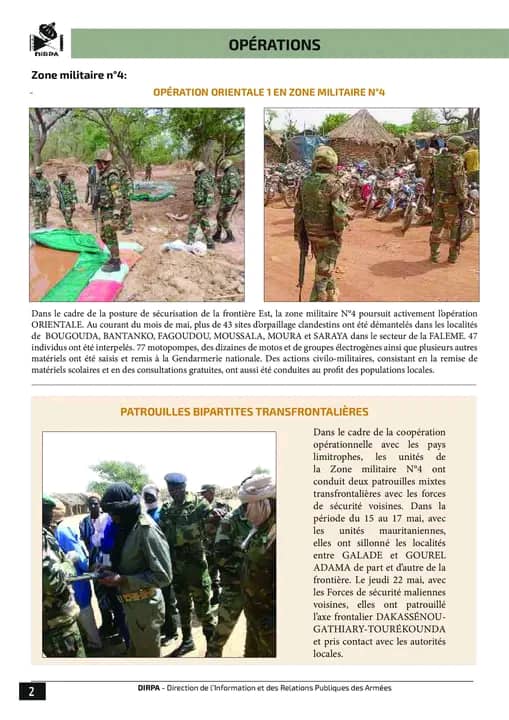 DIRPA
OPÉRATIONS
Zone militaire n°4:
- OPÉRATION ORIENTALE 1 EN ZONE MILITAIRE N°4
Dans le cadre de la posture de sécurisation de la frontière Est, la zone militaire N°4 poursuit activement l'opération
ORIENTALE. Au courant du mois de mai, plus de 43 sites d'orpaillage clandestins ont été démantelés dans les localités
de BOUGOUDA, BANTANKO, FAGOUDOU, MOUSSALA, MOURA et SARAYA dans le secteur de la FALEME. 47
individus ont été interpelés. 77 motopompes, des dizaines de motos et de groupes électrogènes ainsi que plusieurs autres
matériels ont été saisis et remis à la Gendarmerie nationale. Des actions civilo-militaires, consistant en la remise de
matériels scolaires et en des consultations gratuites, ont aussi été conduites au profit des populations locales.
PATROUILLES BIPARTITES TRANSFRONTALIÈRES
Dans le cadre de la coopération
opérationnelle avec les pays
limitrophes, les unités de
la Zone militaire N°4 ont
conduit deux patrouilles mixtes
transfrontalières avec les forces
de sécurité voisines. Dans la
période du 15 au 17 mai, avec
les unités mauritaniennes,
elles ont sillonné les localités
entre GALADE et GOUREL
ADAMA de part et d'autre de la
frontière. Le jeudi 22 mai, avec
les Forces de sécurité maliennes
voisines, elles ont patrouillé
l'axe frontalier DAKASSÉNOU-
GATHIARY-TOURÉKOUNDA
et pris contact avec les autorités
locales.
2
DIRPA - Direction de l'Information et des Relations Publiques des Armées